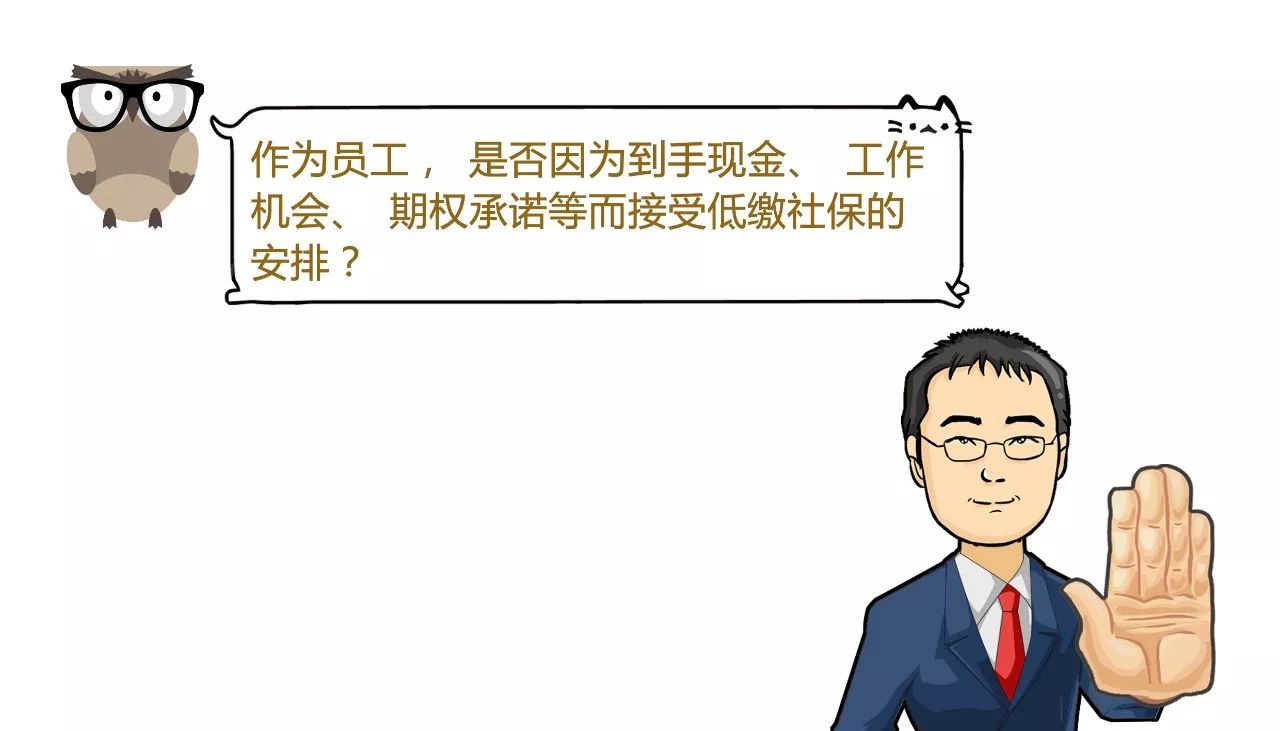 作为员工， 是否因为到手现金、 工作
机会、 期权承诺等而接受低缴社保的
安排？